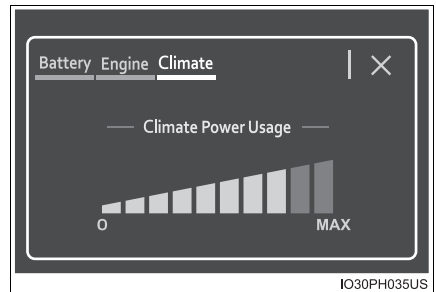 Battery Engine Climate
Climate Power Usage
0 MAX
IO30PH035US